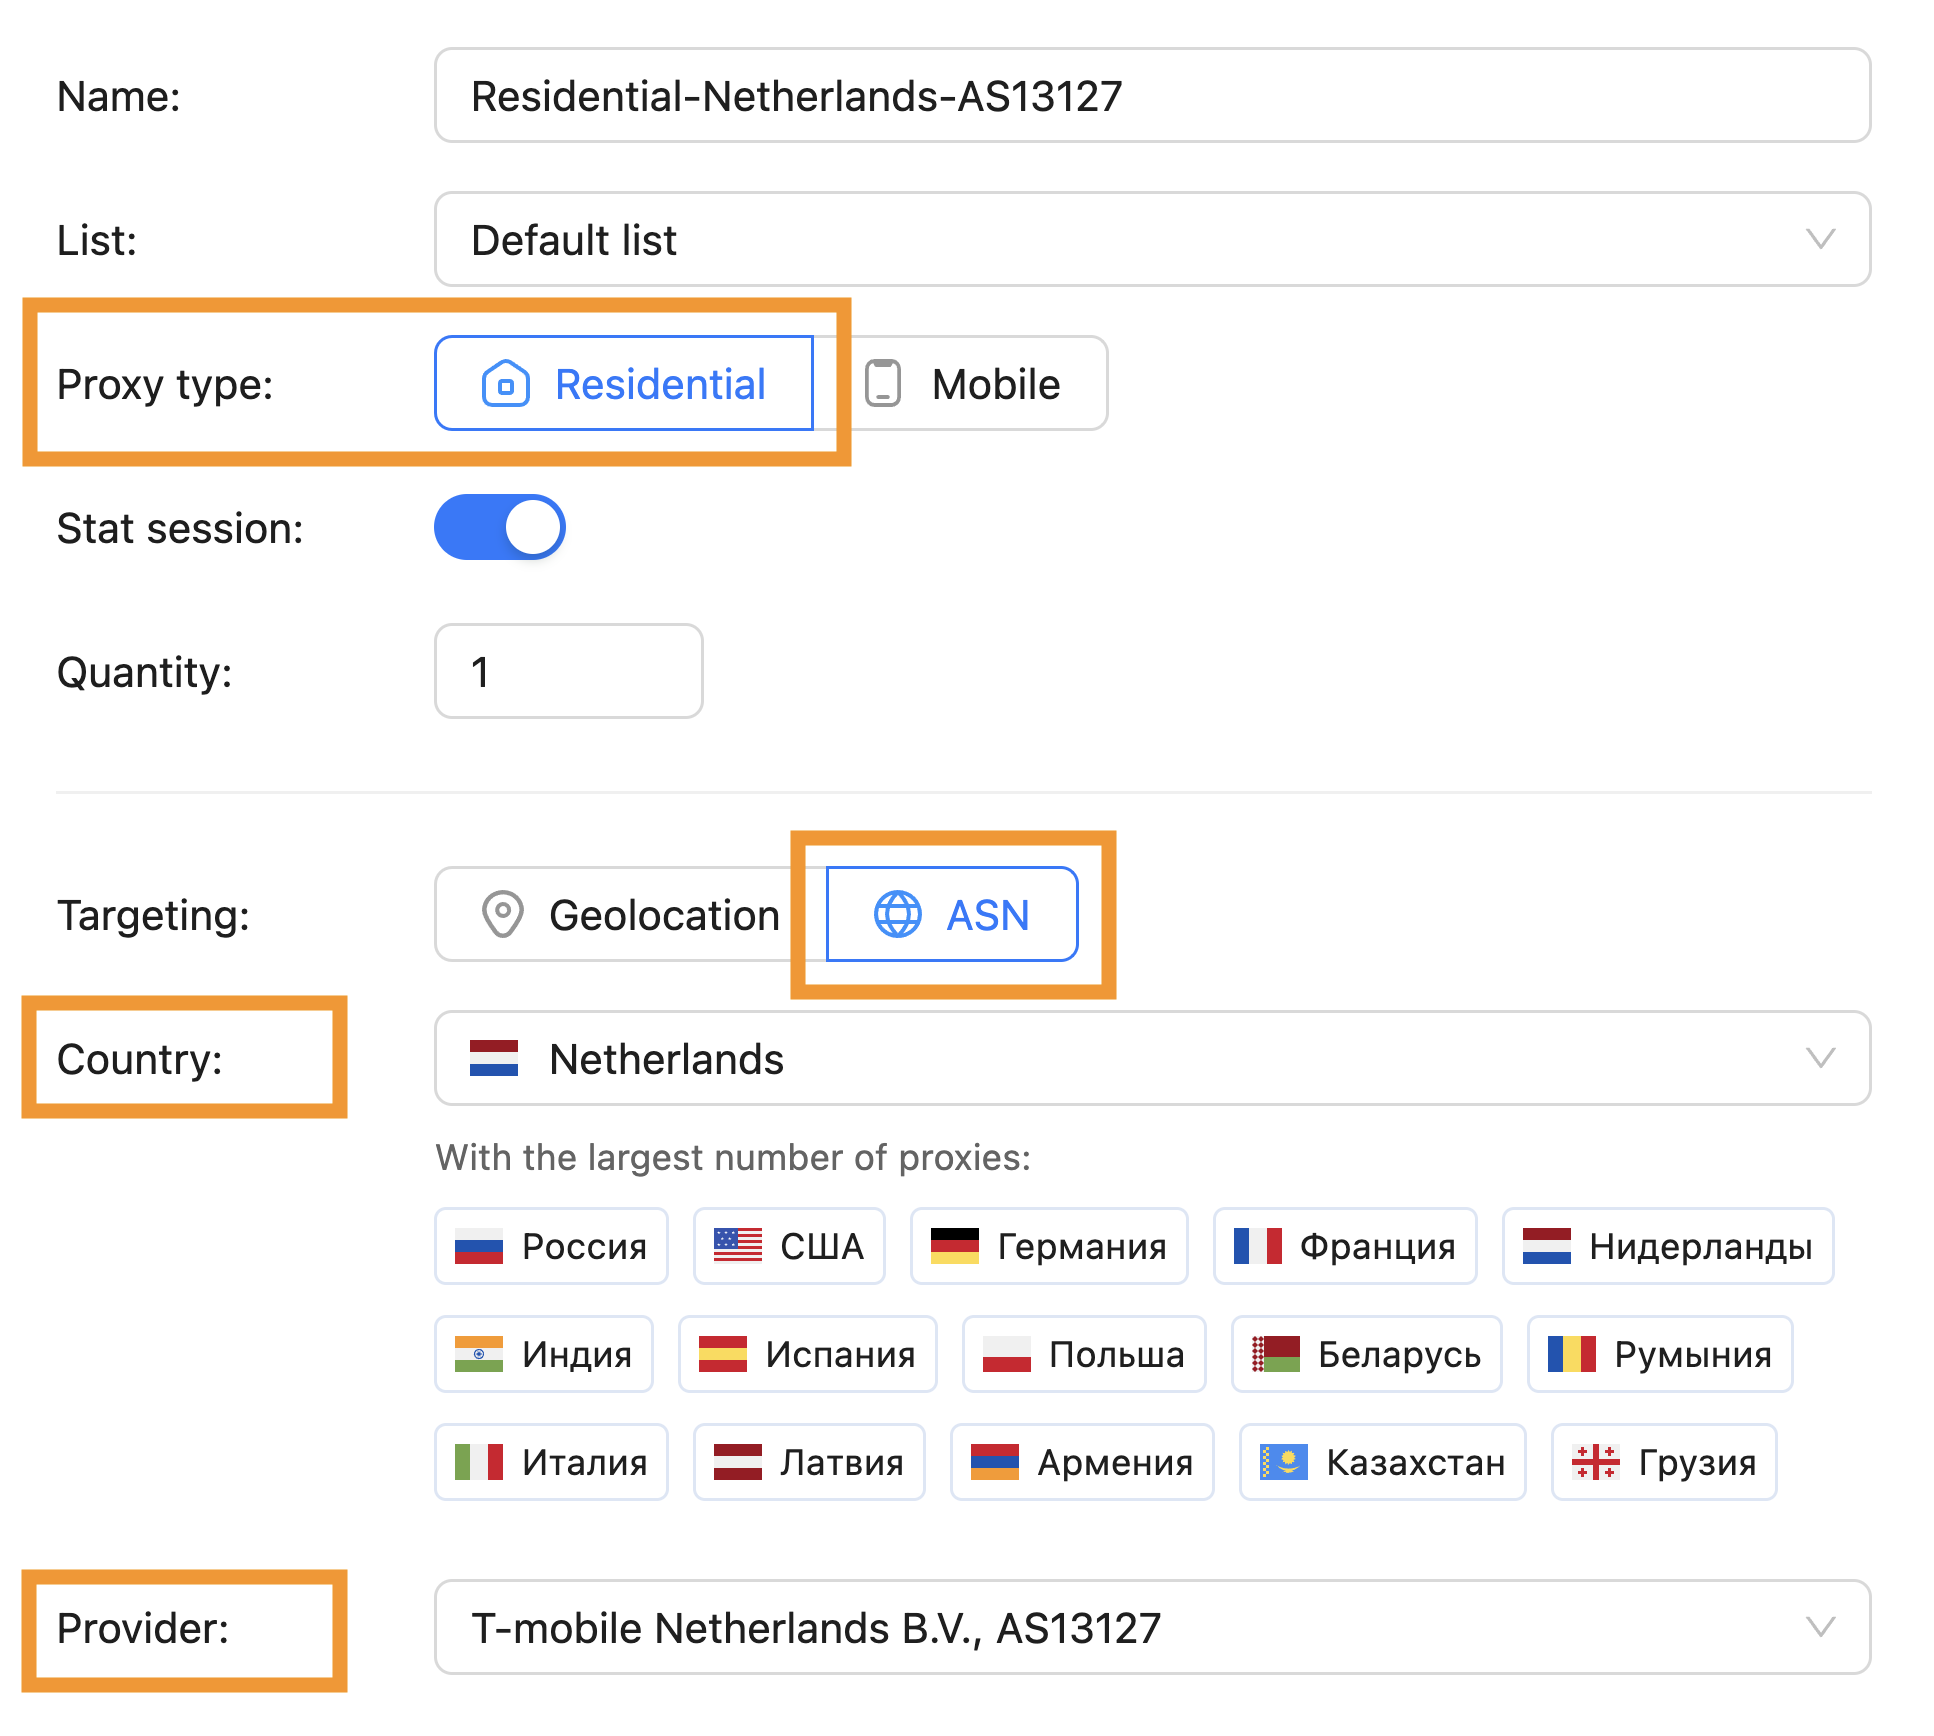 Name: Residential-Netherlands-AS13127
List: Default list
Proxy type: Residential Mobile
Stat session:
Quantity: 1
Targeting: Geolocation ASN
Country: Netherlands
With the largest number of proxies:
Россия США Германия Франция Нидерланды
Индия Испания Польша Беларусь Румыния
Италия Латвия Армения Казахстан Грузия
Provider: T-mobile Netherlands B.V., AS13127